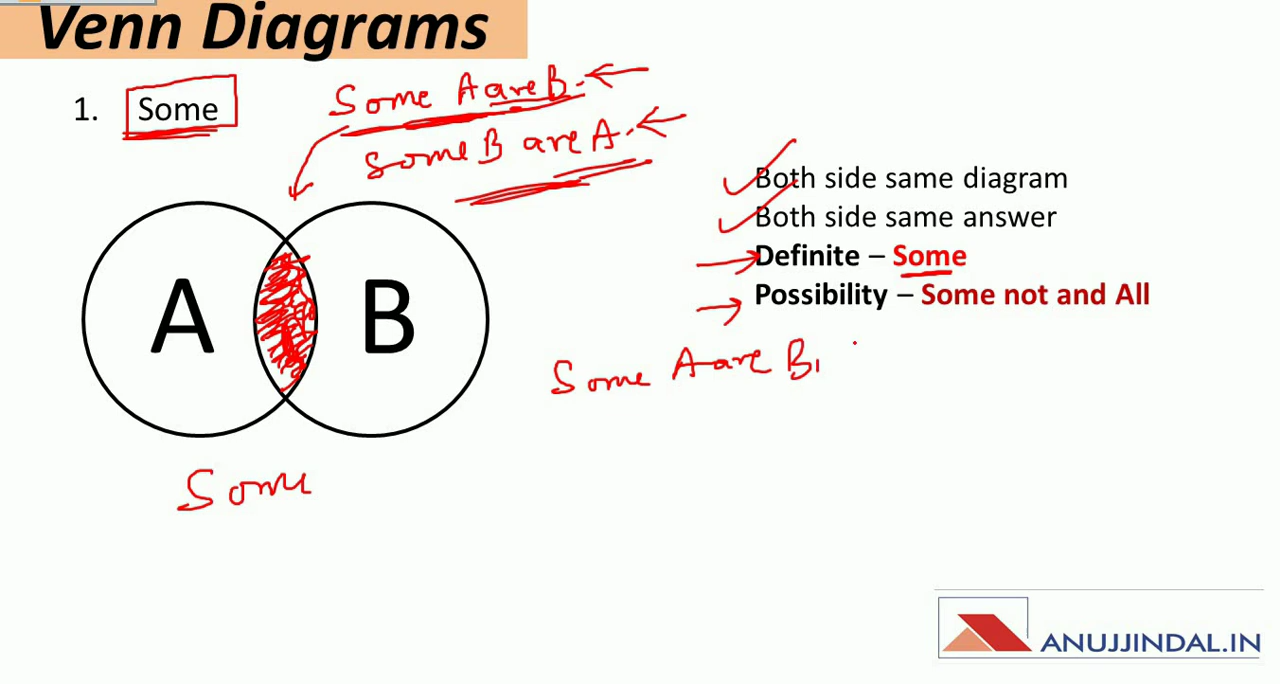 Venn Diagrams
1. Some
Some A are B.
Some B are A.
Both side same diagram
Both side same answer
Definite – Some
Possibility – Some not and All
A B
Some A are B,
Some
ANUJJINDAL.IN